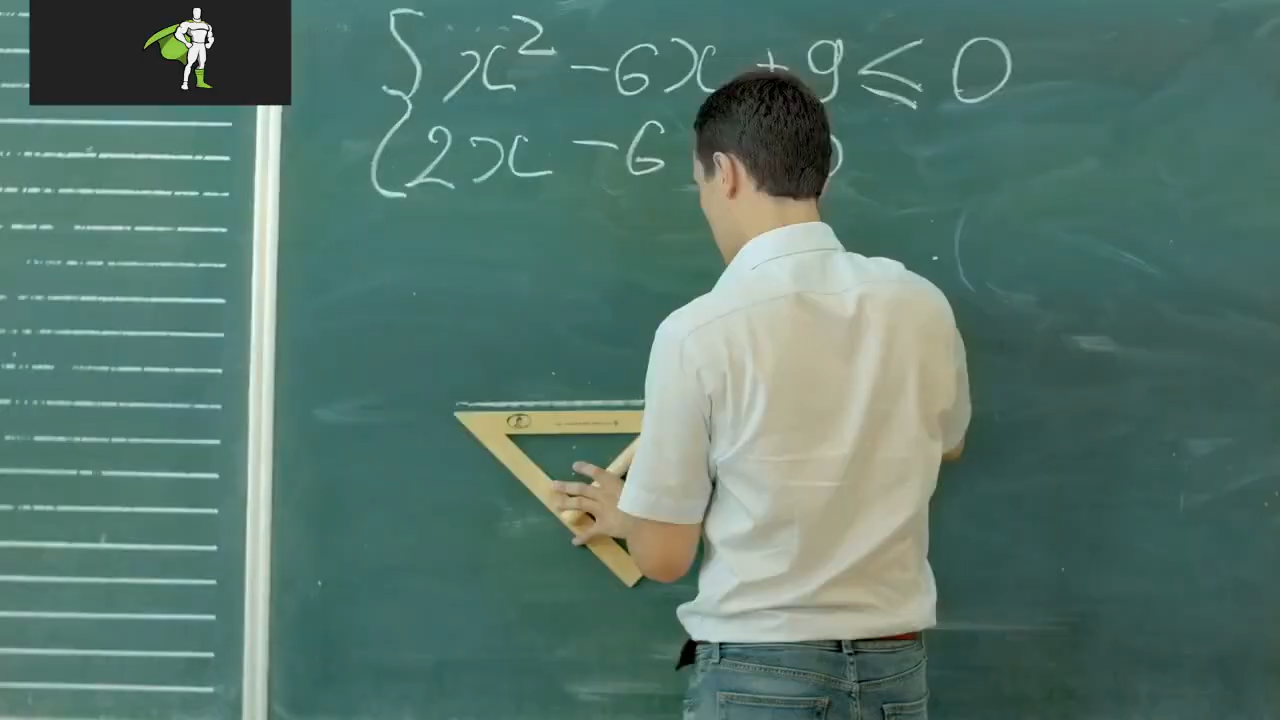 x² - 6x + 9 ≤ 0
2x - 6